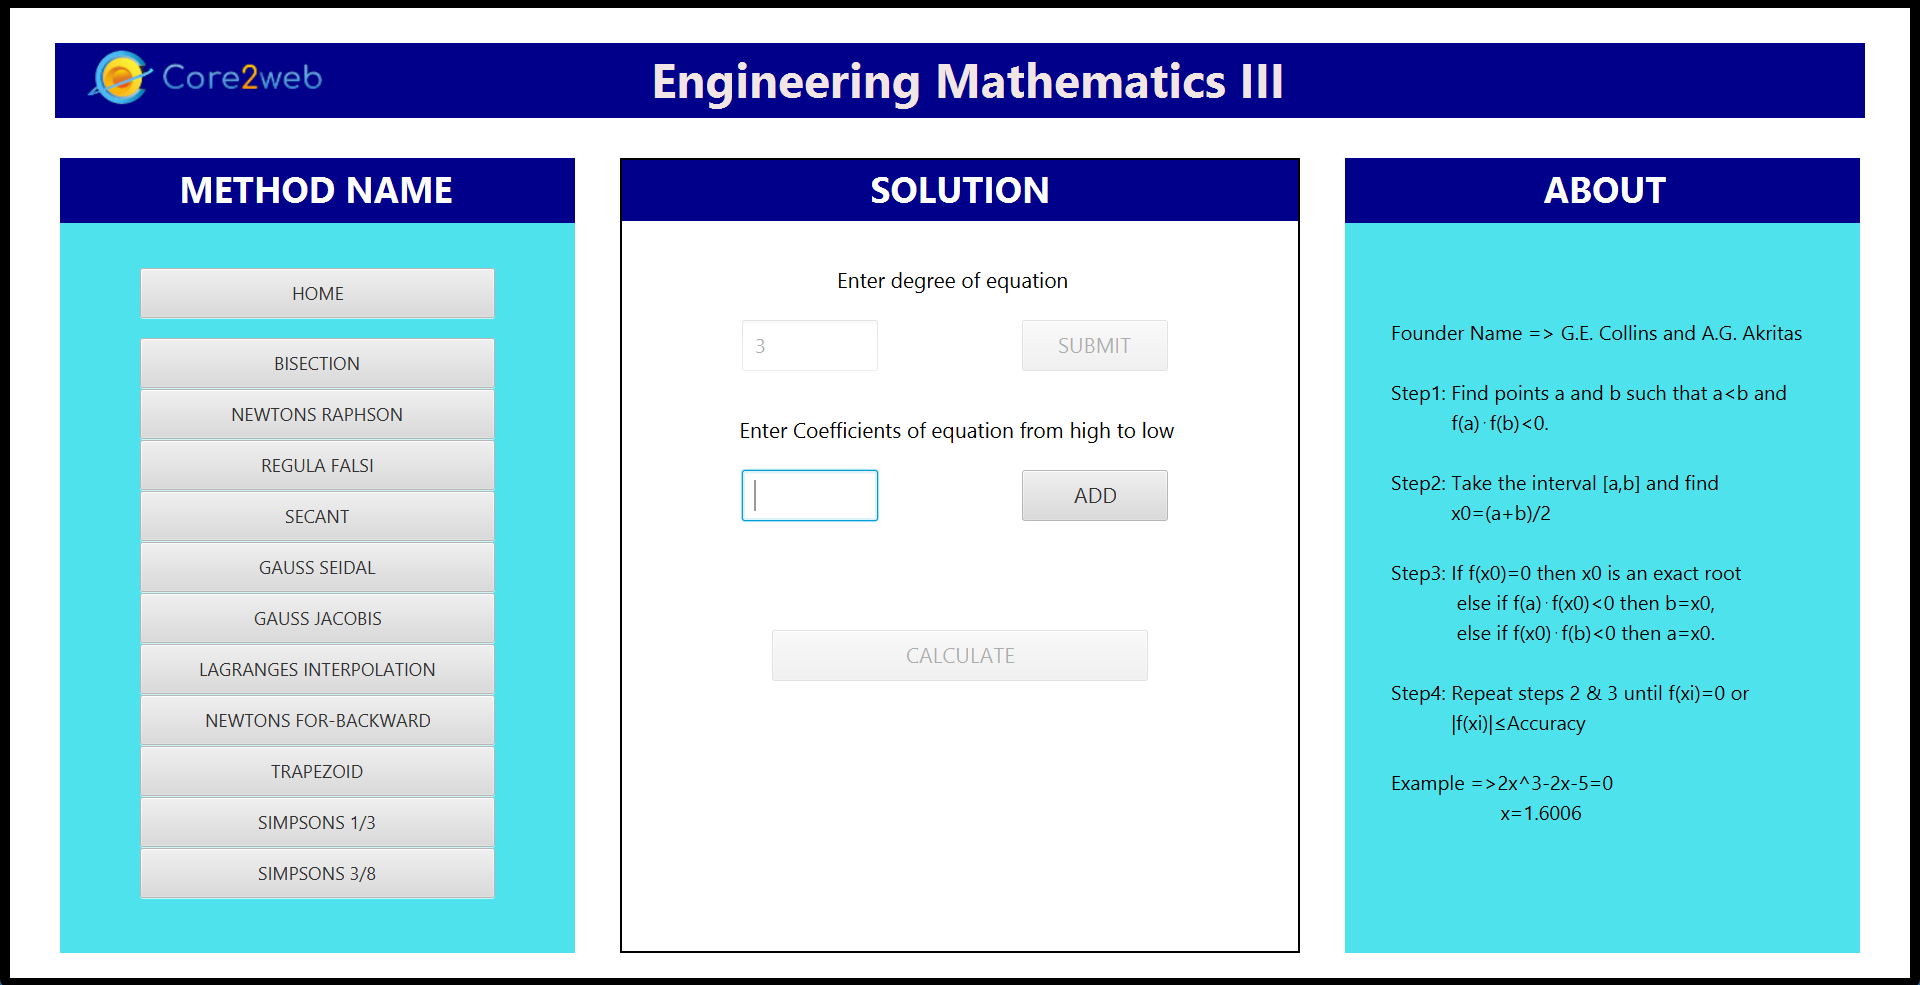 Core2web
Engineering Mathematics III
METHOD NAME
HOME
BISECTION
NEWTONS RAPHSON
REGULA FALSI
SECANT
GAUSS SEIDAL
GAUSS JACOBIS
LAGRANGES INTERPOLATION
NEWTONS FOR-BACKWARD
TRAPEZOID
SIMPSONS 1/3
SIMPSONS 3/8
SOLUTION
Enter degree of equation
3
SUBMIT
Enter Coefficients of equation from high to low
ADD
CALCULATE
ABOUT
Founder Name => G.E. Collins and A.G. Akritas
Step1: Find points a and b such that a<b and
f(a)·f(b)<0.
Step2: Take the interval [a,b] and find
x0=(a+b)/2
Step3: If f(x0)=0 then x0 is an exact root
else if f(a)·f(x0)<0 then b=x0,
else if f(x0)·f(b)<0 then a=x0.
Step4: Repeat steps 2 & 3 until f(xi)=0 or
|f(xi)|≤Accuracy
Example =>2x^3-2x-5=0
x=1.6006